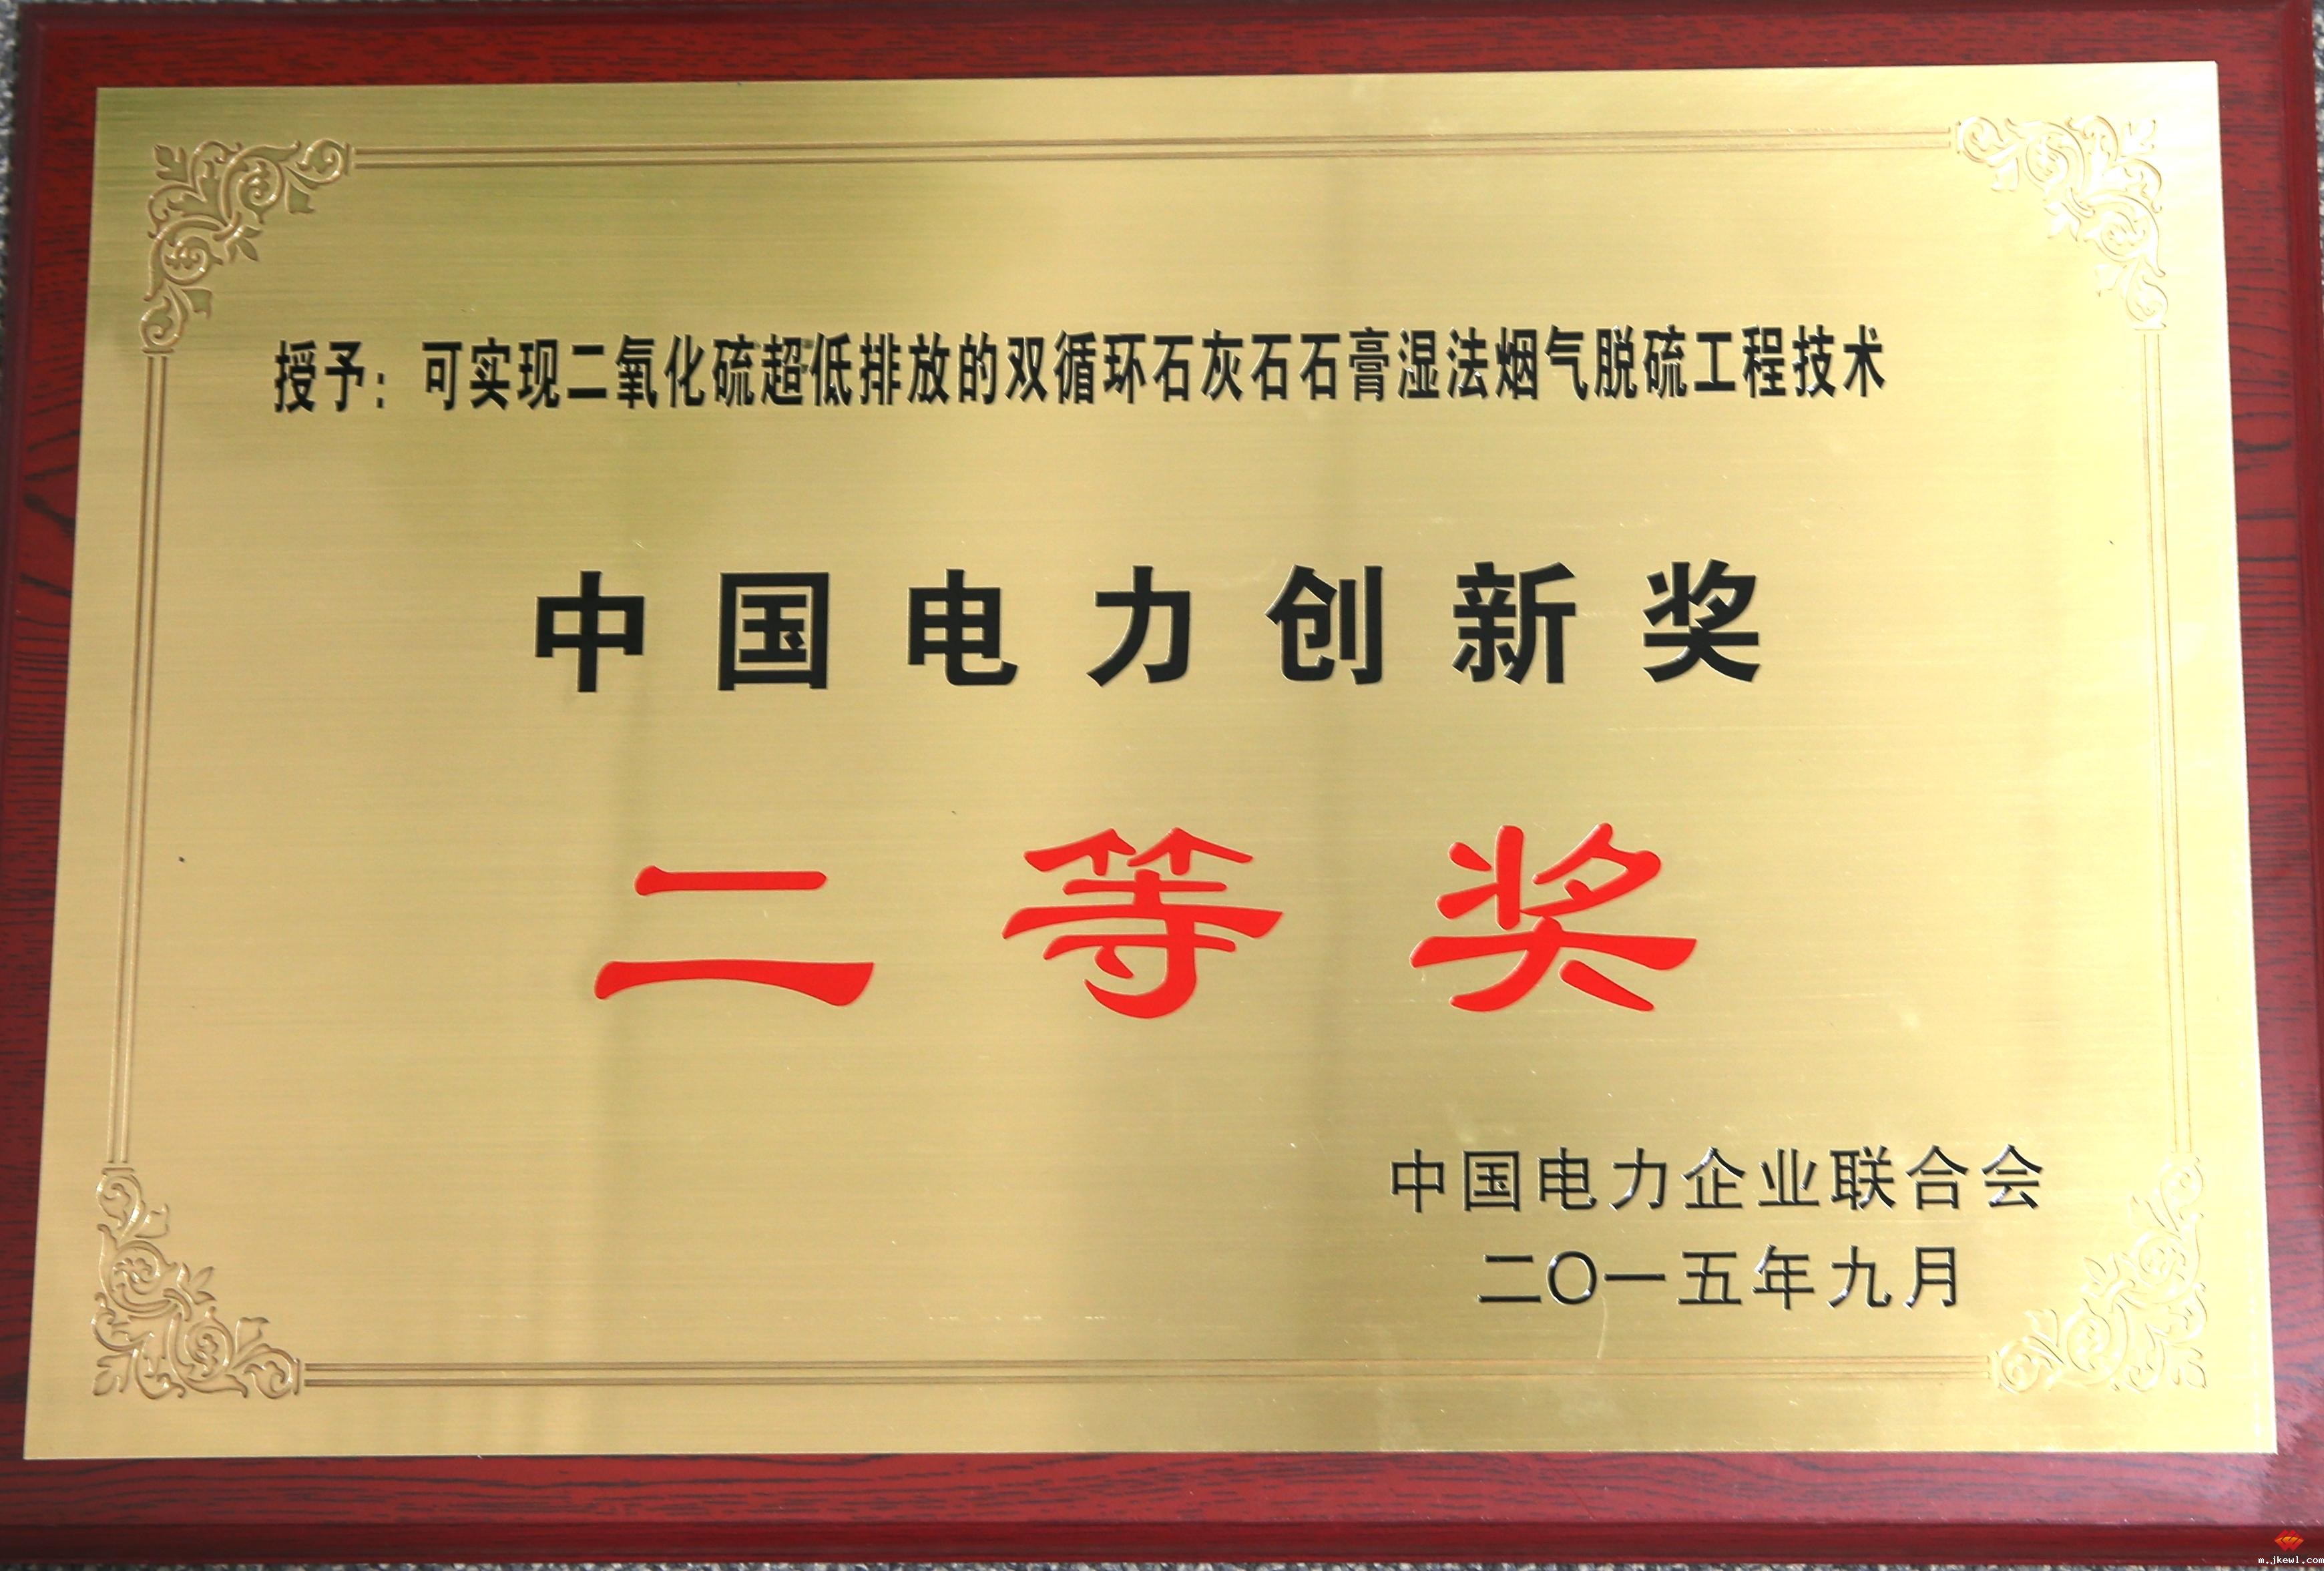 授予：可实现二氧化硫超低排放的双循环石灰石石膏湿法烟气脱硫工程技术
中国电力创新奖
二等奖
中国电力企业联合会
二〇一五年九月
m.jkewl.com